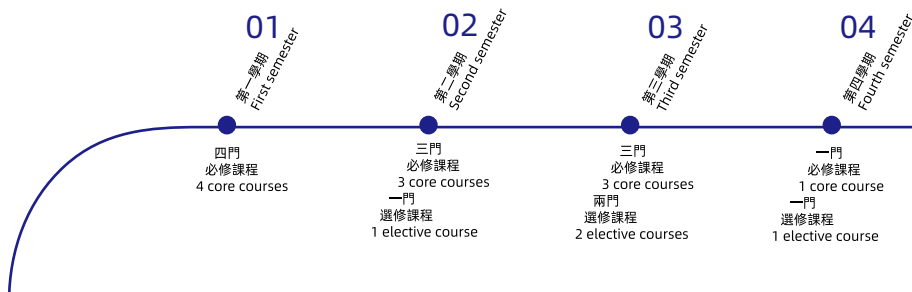 01
第一學期
First semester
四門
必修課程
4 core courses
02
第二學期
Second semester
三門
必修課程
3 core courses
一門
選修課程
1 elective course
03
第三學期
Third semester
三門
必修課程
3 core courses
兩門
選修課程
2 elective courses
04
第四學期
Fourth semester
一門
必修課程
1 core course
一門
選修課程
1 elective course